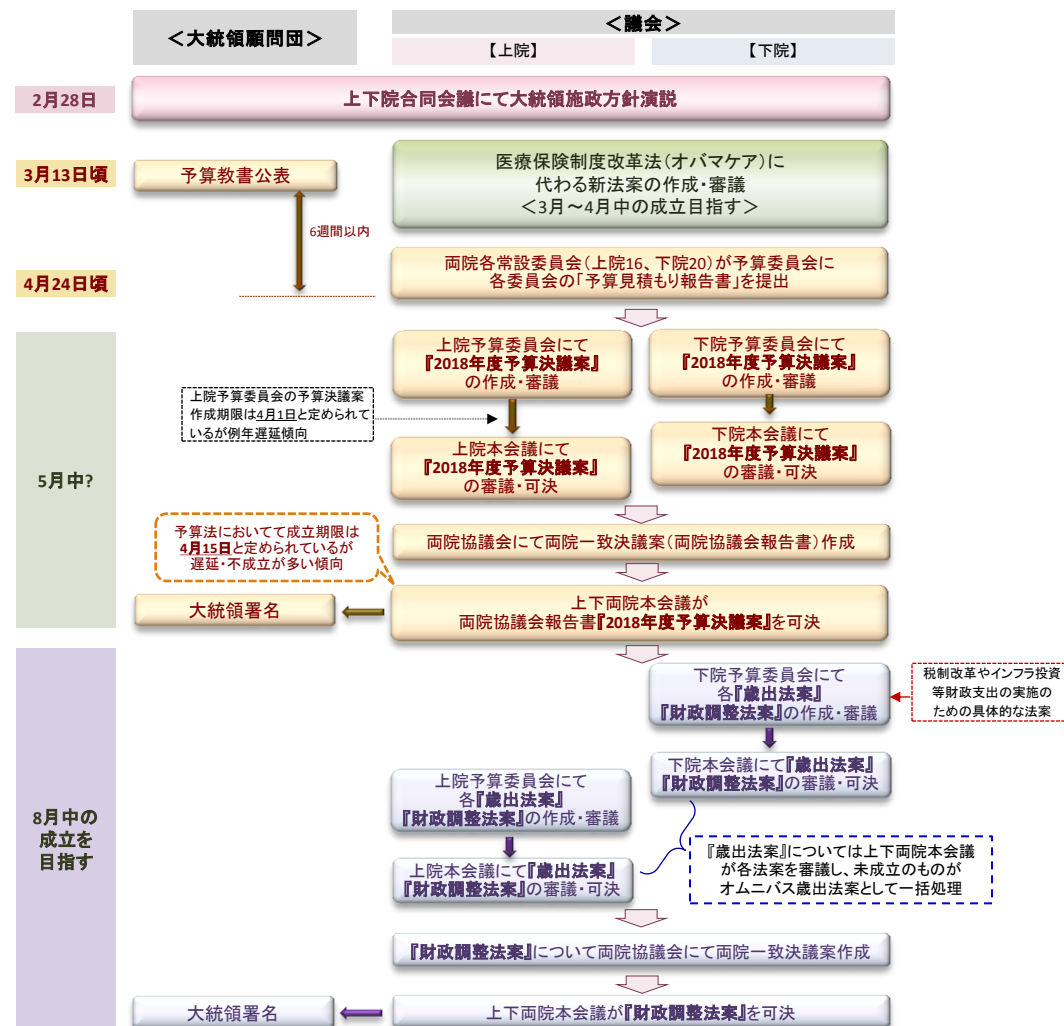 ＜大統領顧問団＞
＜議会＞
【上院】
【下院】
2月28日
上下院合同会議にて大統領施政方針演説
3月13日頃
予算教書公表
医療保険制度改革法（オバマケア）に
代わる新法案の作成・審議
＜3月～4月中の成立目指す＞
6週間以内
4月24日頃
両院各常設委員会（上院16、下院20）が予算委員会に
各委員会の「予算見積もり報告書」を提出
5月中?
上院予算委員会にて
『2018年度予算決議案』
の作成・審議
下院予算委員会にて
『2018年度予算決議案』
の作成・審議
上院予算委員会の予算決議案
作成期限は4月1日と定められて
いるが例年遅延傾向
上院本会議にて
『2018年度予算決議案』
の審議・可決
下院本会議にて
『2018年度予算決議案』
の審議・可決
予算法においてて成立期限は
4月15日と定められているが
遅延・不成立が多い傾向
両院協議会にて両院一致決議案（両院協議会報告書）作成
大統領署名
上下両院本会議が
両院協議会報告書『2018年度予算決議案』を可決
8月中の
成立を
目指す
下院予算委員会にて
各『歳出法案』
『財政調整法案』の作成・審議
税制改革やインフラ投資
等財政支出の実施の
ための具体的な法案
下院本会議にて『歳出法案』
『財政調整法案』の審議・可決
上院予算委員会にて
各『歳出法案』
『財政調整法案』の作成・審議
上院本会議にて『歳出法案』
『財政調整法案』の審議・可決
『歳出法案』については上下両院本会議
が各法案を審議し、未成立のものが
オムニバス歳出法案として一括処理
『財政調整法案』について両院協議会にて両院一致決議案作成
大統領署名
上下両院本会議が『財政調整法案』を可決